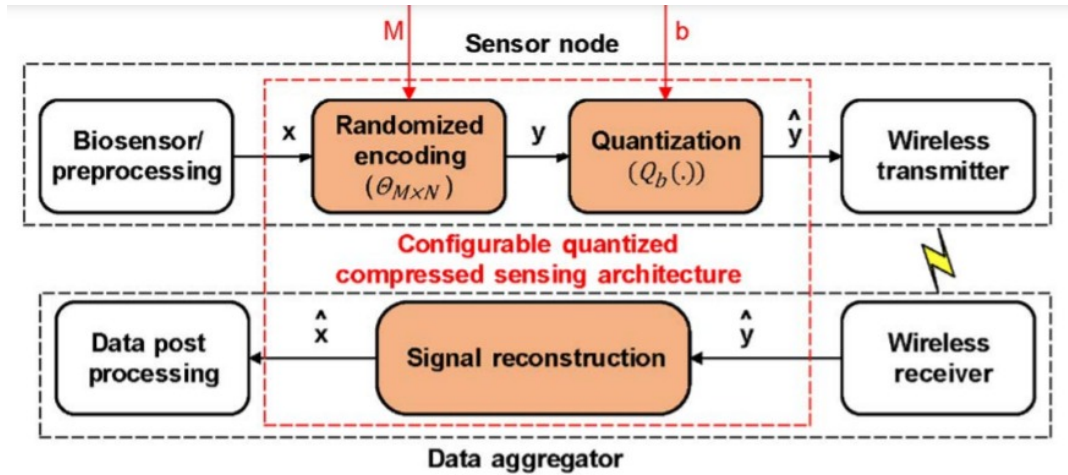 M
b
Sensor node
Biosensor/
preprocessing
x
Randomized
encoding
(Θ_{M×N})
y
Quantization
(Q_b(.))
ŷ
Wireless
transmitter
Configurable quantized
compressed sensing architecture
Data post
processing
x̂
Signal reconstruction
ŷ
Wireless
receiver
Data aggregator